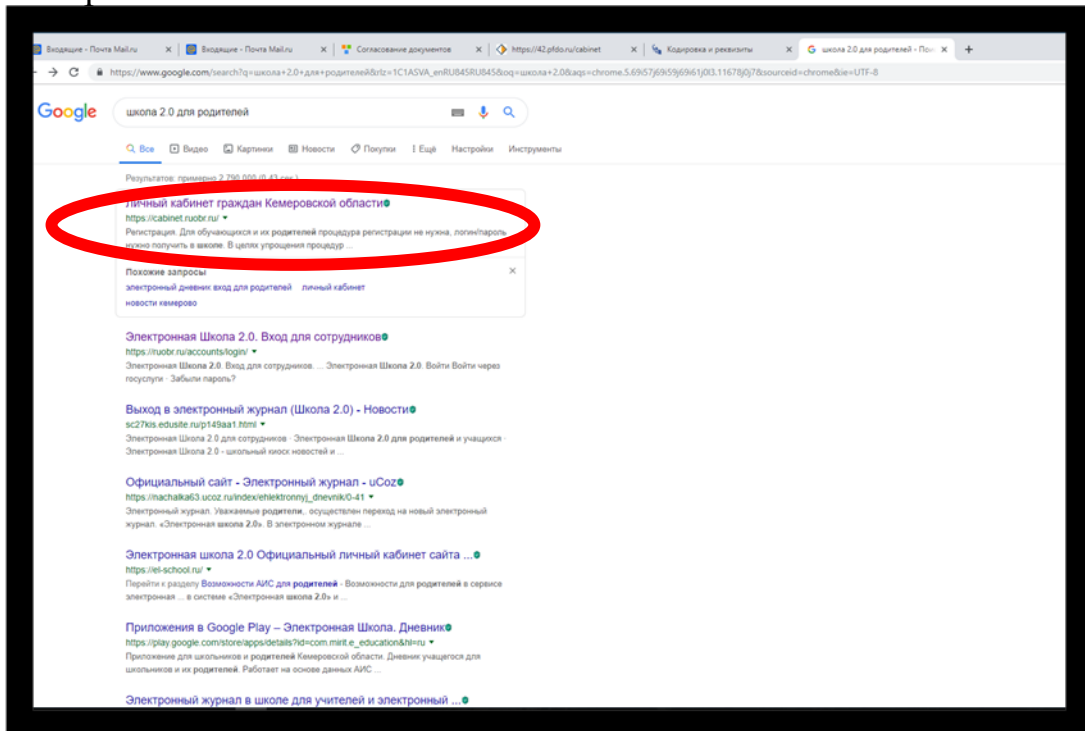 Входящие - Почта Mail.ru
Входящие - Почта Mail.ru
Согласование документов
https://42.pfdo.ru/cabinet
Кодировка и реквизиты
школа 2.0 для родителей - Пои
https://www.google.com/search?q=школа+2.0+для+родителей&rlz=1C1ASVA_enRU845RU845&oq=школа+2.0&aqs=chrome.5.69i57j69i59j69i61j0l3.11678j0j7&sourceid=chrome&ie=UTF-8
Google
школа 2.0 для родителей
Все Видео Картинки Новости Покупки Ещё Настройки Инструменты
Результатов: примерно 2 790 000 (0,43 сек.)
Личный кабинет граждан Кемеровской области
https://cabinet.ruobr.ru/
Регистрация. Для обучающихся и их родителей процедура регистрации не нужна, логин/пароль
нужно получить в школе. В целях упрощения процедур ...
Похожие запросы
электронный дневник вход для родителей личный кабинет
новости кемерово
Электронная Школа 2.0. Вход для сотрудников
https://ruobr.ru/accounts/login/
Электронная Школа 2.0. Вход для сотрудников. ... Электронная Школа 2.0. Войти Войти через
госуслуги · Забыли пароль?
Выход в электронный журнал (Школа 2.0) - Новости
sc27kis.edusite.ru/p149aa1.html
Электронная Школа 2.0 для сотрудников · Электронная Школа 2.0 для родителей и учащихся ·
Электронная Школа 2.0 - школьный киоск новостей и ...
Официальный сайт - Электронный журнал - uCoz
https://nachalka63.ucoz.ru/index/ehlektronnyj_dnevnik/0-41
Электронный журнал. Уважаемые родители,. осуществлен переход на новый электронный
журнал. «Электронная школа 2.0». В электронном журнале ...
Электронная школа 2.0 Официальный личный кабинет сайта ...
https://el-school.ru/
Перейти к разделу Возможности АИС для родителей - Возможности для родителей в сервисе
электронная ... в системе «Электронная школа 2.0» и ...
Приложения в Google Play – Электронная Школа. Дневник
https://play.google.com/store/apps/details?id=com.mirit.e_education&hl=ru
Приложение для школьников и родителей Кемеровской области. Дневник учащегося для
школьников и их родителей. Работает на основе данных АИС ...
Электронный журнал в школе для учителей и электронный ...